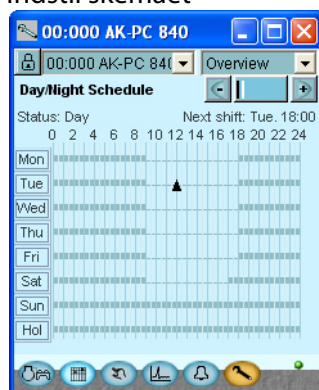 Indstil skemaet
00:000 AK-PC 840
00:000 AK-PC 84( Overview
Day/Night Schedule
Status: Day Next shift: Tue. 18:00
0 2 4 6 8 10 12 14 16 18 20 22 24
Mon
Tue
Wed
Thu
Fri
Sat
Sun
Hol